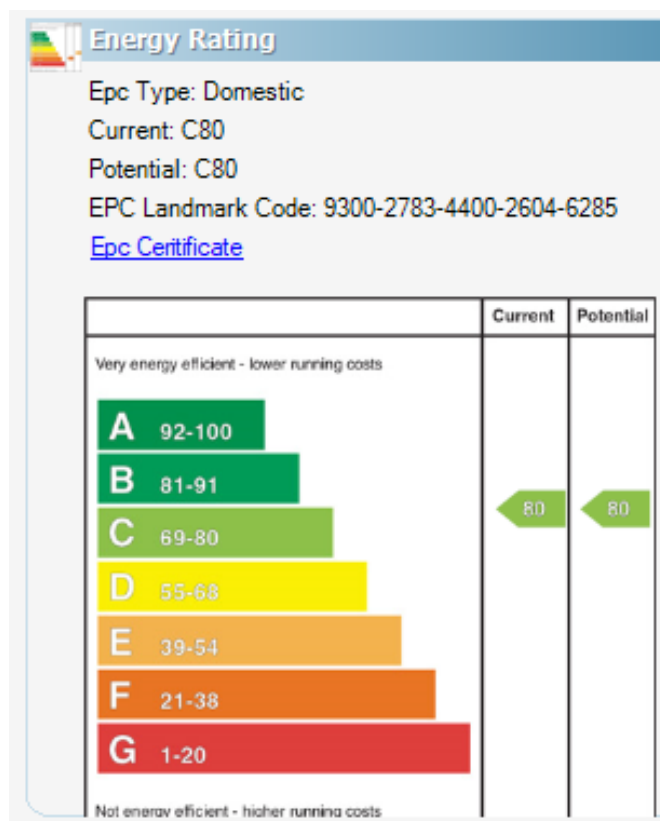 Energy Rating
Epc Type: Domestic
Current: C80
Potential: C80
EPC Landmark Code: 9300-2783-4400-2604-6285
Epc Ceritificate
Current Potential
Very energy efficient - lower running costs
A 92-100
B 81-91
C 69-80
80 80
D 55-68
E 39-54
F 21-38
G 1-20
Not energy efficient - higher running costs